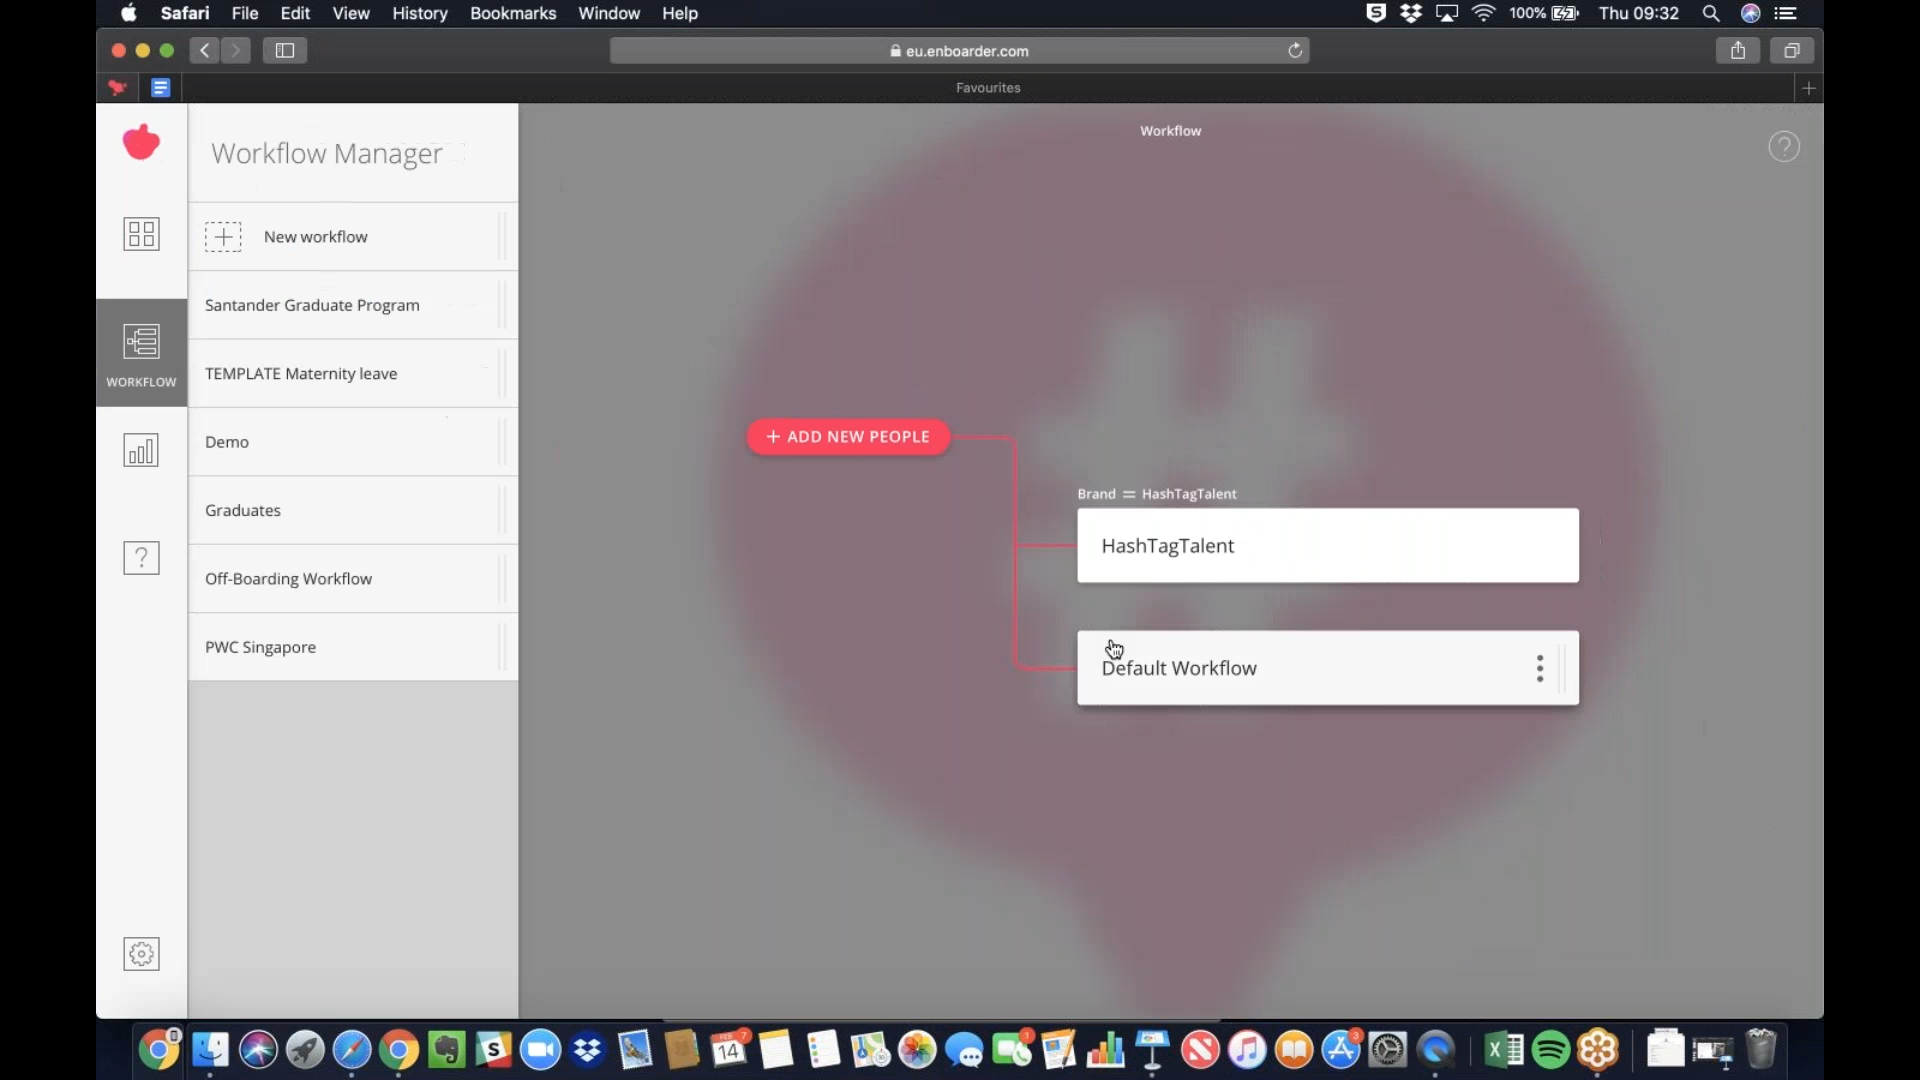 Safari File Edit View History Bookmarks Window Help 100% Thu 09:32
eu.enboarder.com
Favourites
Workflow Manager
Workflow
New workflow
Santander Graduate Program
WORKFLOW
TEMPLATE Maternity leave
Demo
ADD NEW PEOPLE
Graduates
Brand = HashTagTalent
HashTagTalent
Off-Boarding Workflow
PWC Singapore
Default Workflow